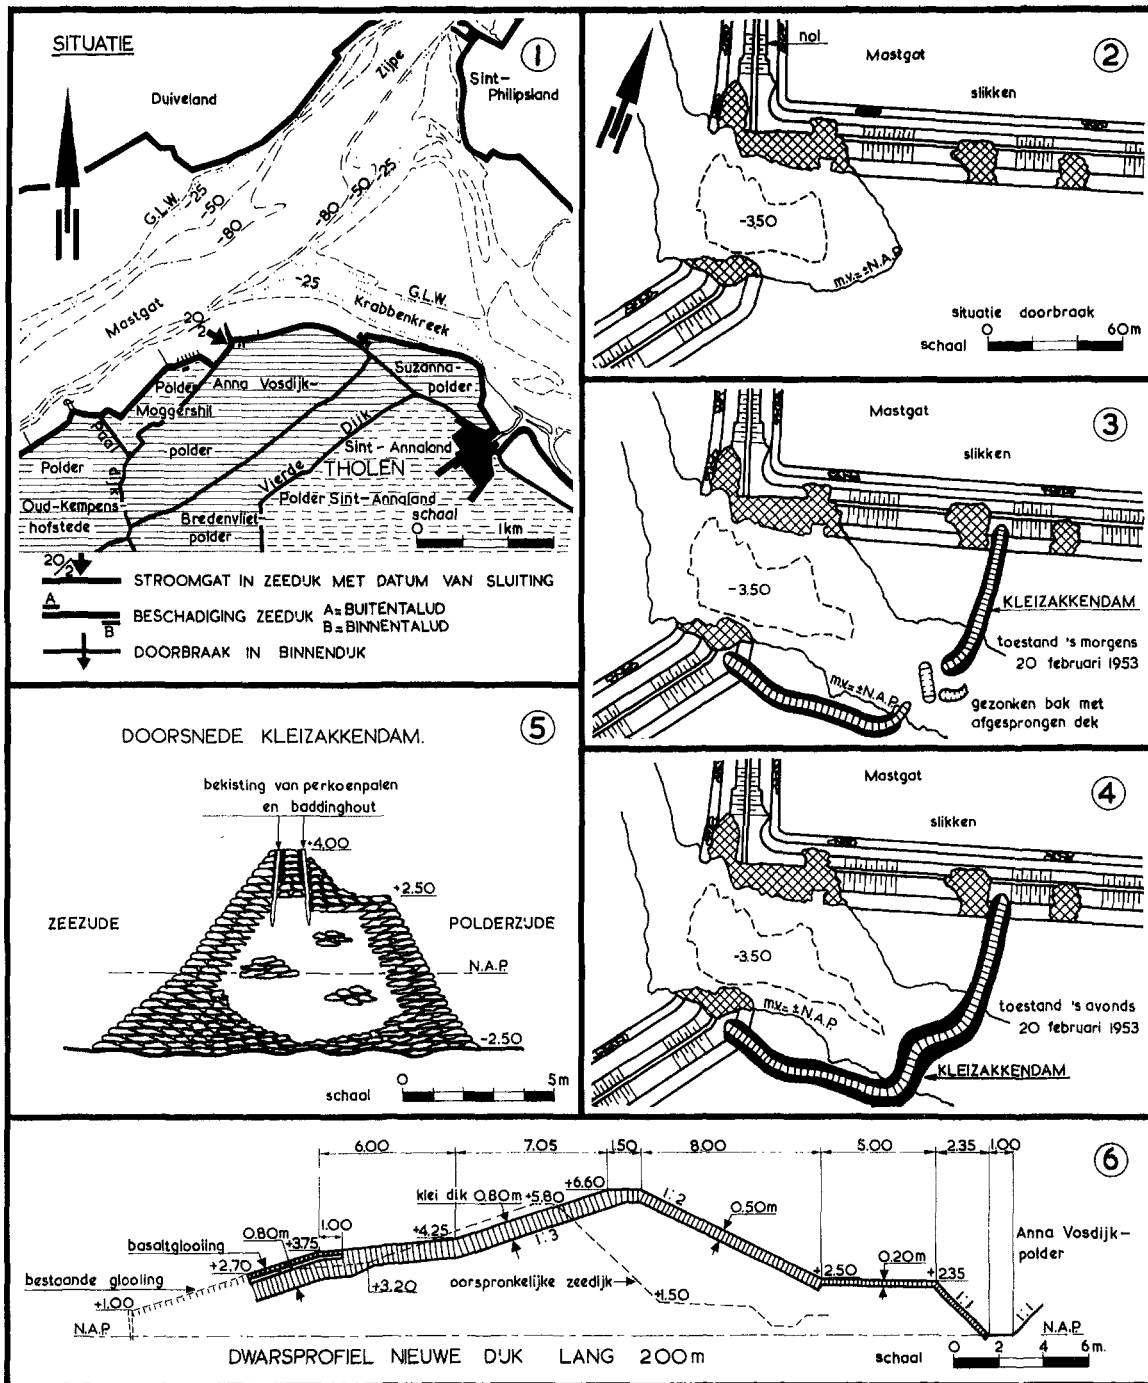 SITUATIE
1
Duiveland
Zijpe
Sint-
Philipsland
G.L.W.
-25
-50
-80
-80
-50
-25
-25
G.L.W.
Krabbenkreek
Mastgat
20/2
Polder
Moggershil
Anna Vosdijk-
-polder
Suzanna-
polder
Paal dijk
Vierde Dijk
Sint-Annaland
THOLEN
Polder
Oud-Kempens
hofstede
Bredenvliet
polder
Polder Sint-Annaland
schaal
0 1km
20/2
STROOMGAT IN ZEEDIJK MET DATUM VAN SLUITING
A
B
BESCHADIGING ZEEDIJK A=BUITENTALUD
B=BINNENTALUD
DOORBRAAK IN BINNENDIJK
2
nol
Mastgat
slikken
-3.50
m.v.=±N.A.P.
situatie doorbraak
0 60m
schaal
3
Mastgat
slikken
-3.50
m.v.=±N.A.P.
KLEIZAKKENDAM
toestand 's morgens
20 februari 1953
gezonken bak met
afgesprongen dek
4
Mastgat
slikken
-3.50
m.v.=±N.A.P.
toestand 's avonds
20 februari 1953
KLEIZAKKENDAM
5
DOORSNEDE KLEIZAKKENDAM.
bekisting van perkoenpalen
en baddinghout
+4.00
+2.50
ZEEZIJDE
POLDERZIJDE
N.A.P.
-2.50
0 5m
schaal
6
6.00 7.05 1.50 8.00 5.00 2.35 1.00
klei dik 0.80m +5.80 +6.60
1:2
0.50m
Anna Vosdijk-
polder
0.80m
1.00
+3.75
+4.25
1:3
basaltglooiing
+2.70
bestaande glooiing
+1.00
+3.20
oorspronkelijke zeedijk
+1.50
+2.50
0.20m
+2.35
1:1
1:1
N.A.P.
N.A.P.
DWARSPROFIEL NIEUWE DIJK LANG 200m
schaal
0 2 4 6m.